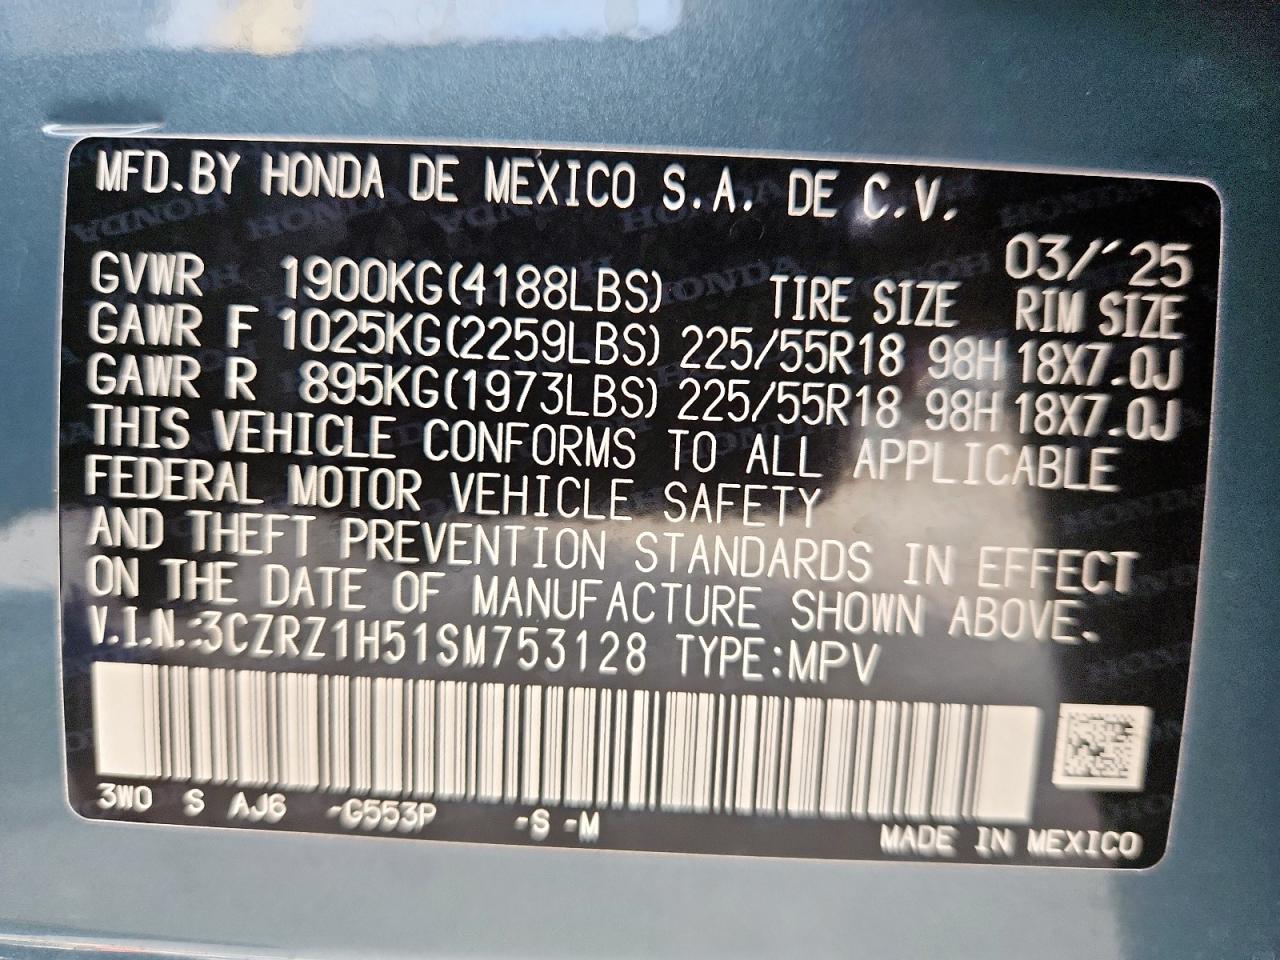 MFD.BY HONDA DE MEXICO S.A. DE C.V.
03/'25
GVWR 1900KG(4188LBS) TIRE SIZE RIM SIZE
GAWR F 1025KG(2259LBS) 225/55R18 98H 18X7.0J
GAWR R 895KG(1973LBS) 225/55R18 98H 18X7.0J
THIS VEHICLE CONFORMS TO ALL APPLICABLE
FEDERAL MOTOR VEHICLE SAFETY
AND THEFT PREVENTION STANDARDS IN EFFECT
ON THE DATE OF MANUFACTURE SHOWN ABOVE.
V.I.N.:3CZRZ1H51SM753128 TYPE:MPV
3W0 S AJ6 -G553P -S -M
MADE IN MEXICO